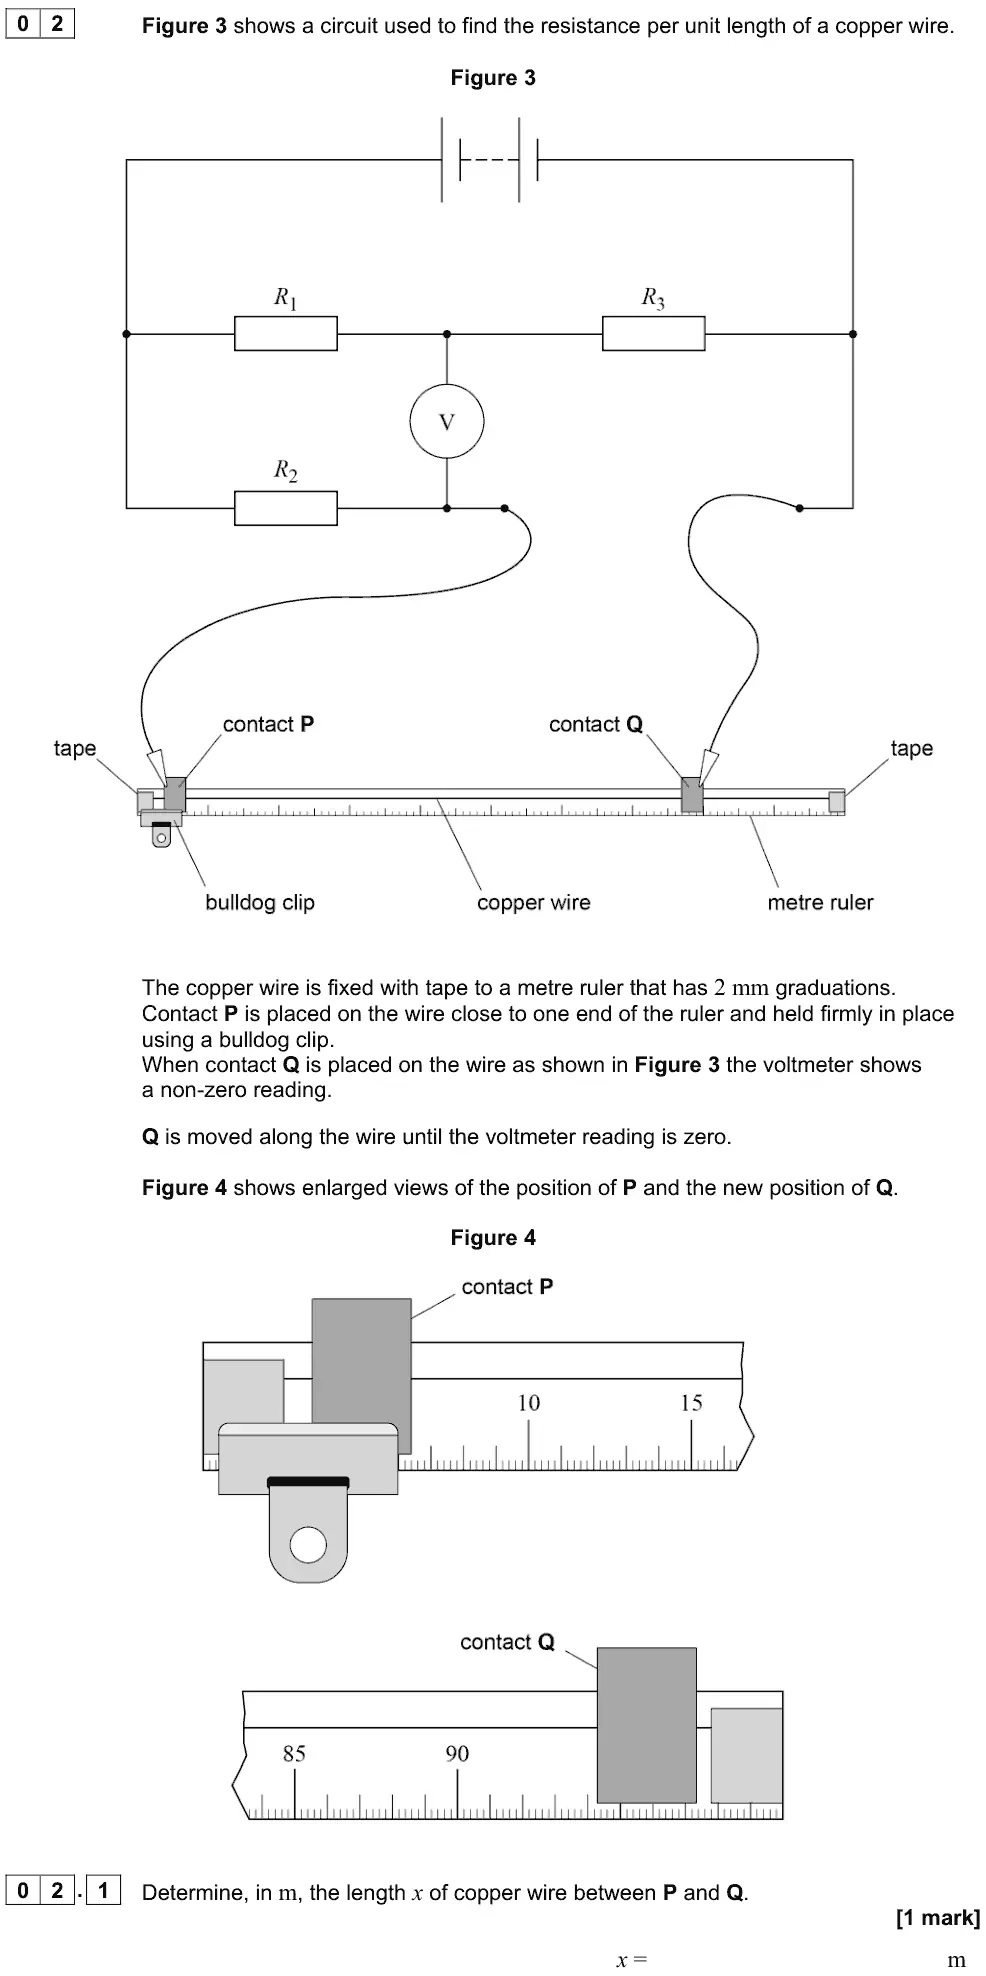 0 2 Figure 3 shows a circuit used to find the resistance per unit length of a copper wire.
Figure 3
R1 R3
V
R2
contact P contact Q
tape tape
bulldog clip copper wire metre ruler
The copper wire is fixed with tape to a metre ruler that has 2 mm graduations.
Contact P is placed on the wire close to one end of the ruler and held firmly in place
using a bulldog clip.
When contact Q is placed on the wire as shown in Figure 3 the voltmeter shows
a non-zero reading.
Q is moved along the wire until the voltmeter reading is zero.
Figure 4 shows enlarged views of the position of P and the new position of Q.
Figure 4
contact P
10 15
contact Q
85 90
0 2 . 1 Determine, in m, the length x of copper wire between P and Q.
[1 mark]
x = m